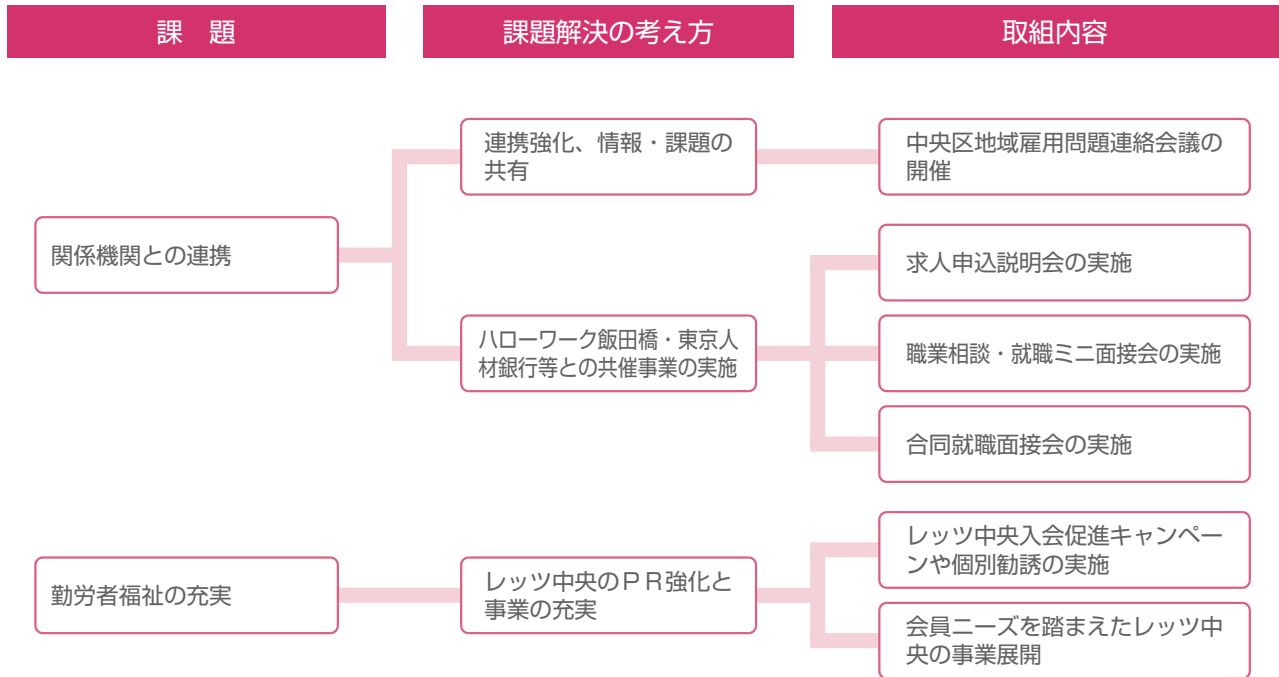 課　題
課題解決の考え方
取組内容
関係機関との連携
連携強化、情報・課題の
共有
中央区地域雇用問題連絡会議の
開催
ハローワーク飯田橋・東京人
材銀行等との共催事業の実施
求人申込説明会の実施
職業相談・就職ミニ面接会の実施
合同就職面接会の実施
勤労者福祉の充実
レッツ中央のＰＲ強化と
事業の充実
レッツ中央入会促進キャンペー
ンや個別勧誘の実施
会員ニーズを踏まえたレッツ中
央の事業展開